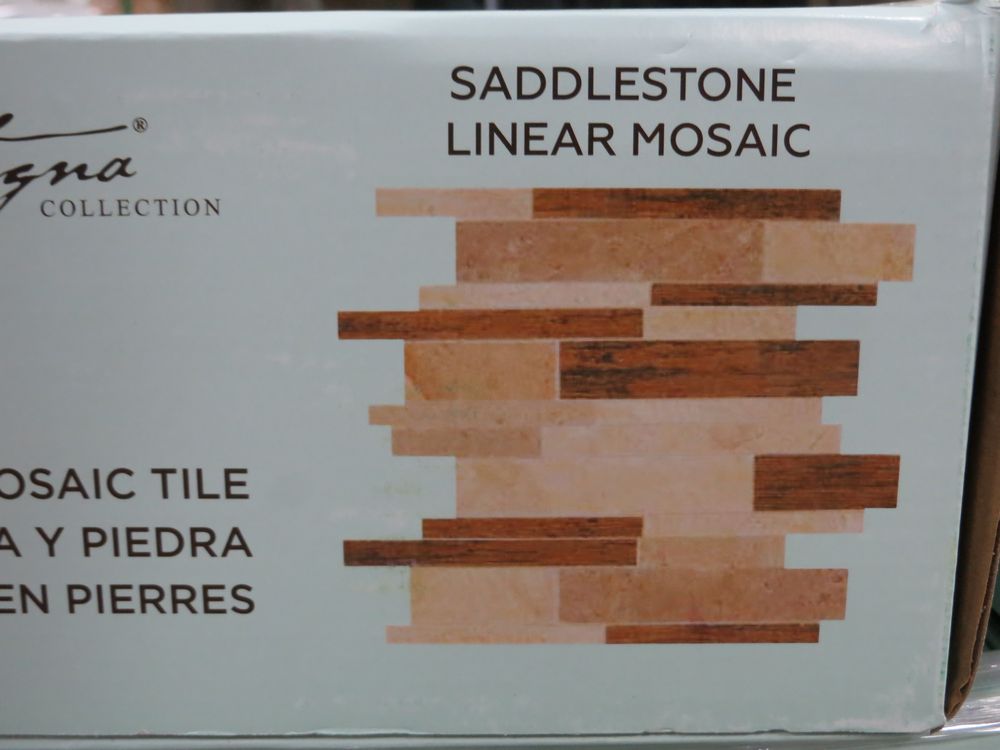 ®
COLLECTION
SADDLESTONE
LINEAR MOSAIC
OSAIC TILE
A Y PIEDRA
EN PIERRES